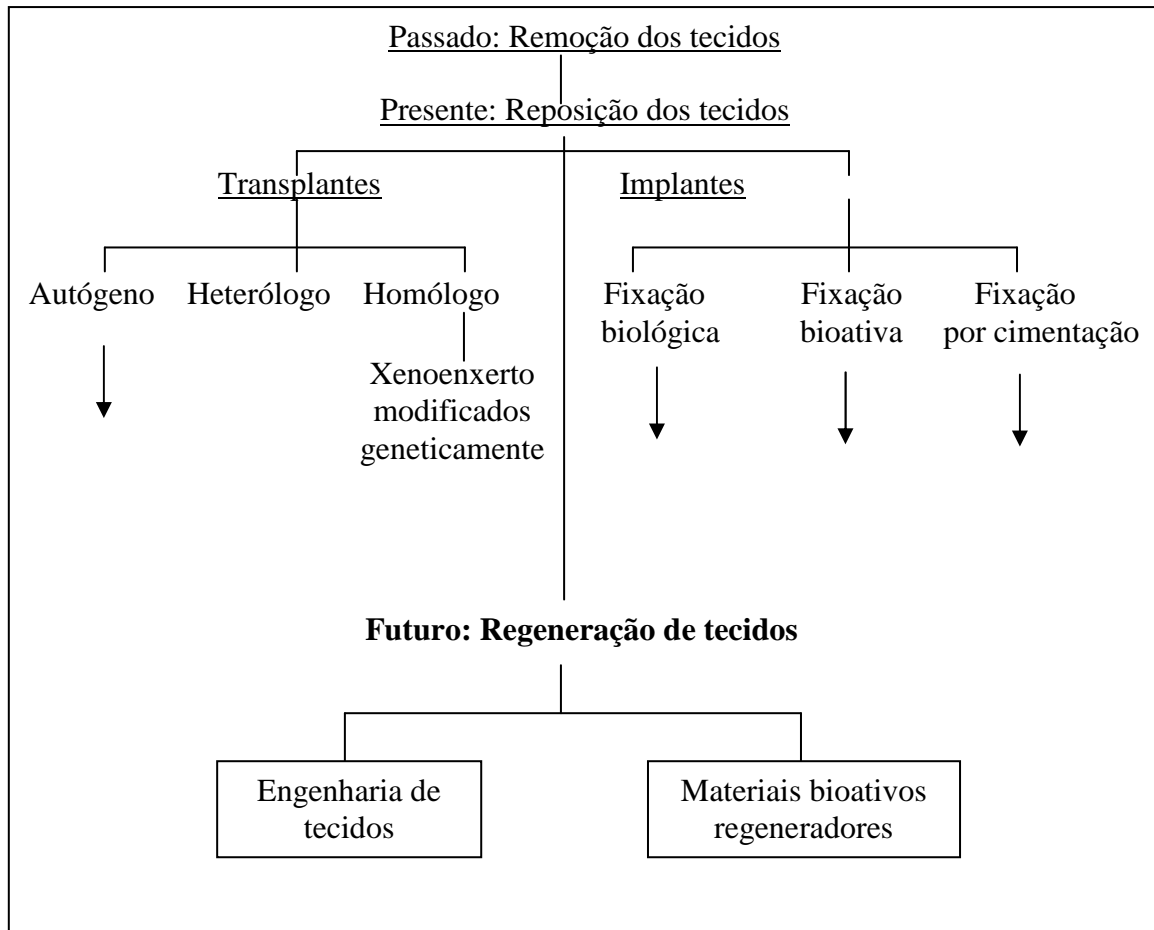 Passado: Remoção dos tecidos
Presente: Reposição dos tecidos
Transplantes
Implantes
Autógeno
Heterólogo
Homólogo
Xenoenxerto
modificados
geneticamente
Fixação
biológica
Fixação
bioativa
Fixação
por cimentação
Futuro: Regeneração de tecidos
Engenharia de
tecidos
Materiais bioativos
regeneradores